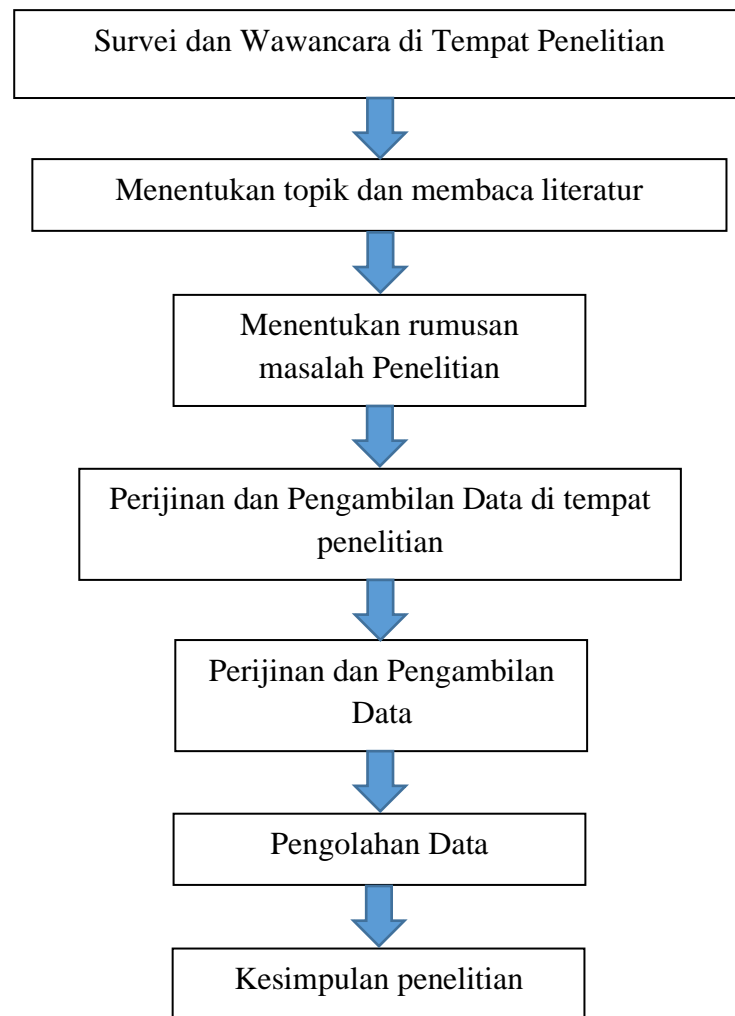 Survei dan Wawancara di Tempat Penelitian
Menentukan topik dan membaca literatur
Menentukan rumusan
masalah Penelitian
Perijinan dan Pengambilan Data di tempat
penelitian
Perijinan dan Pengambilan
Data
Pengolahan Data
Kesimpulan penelitian